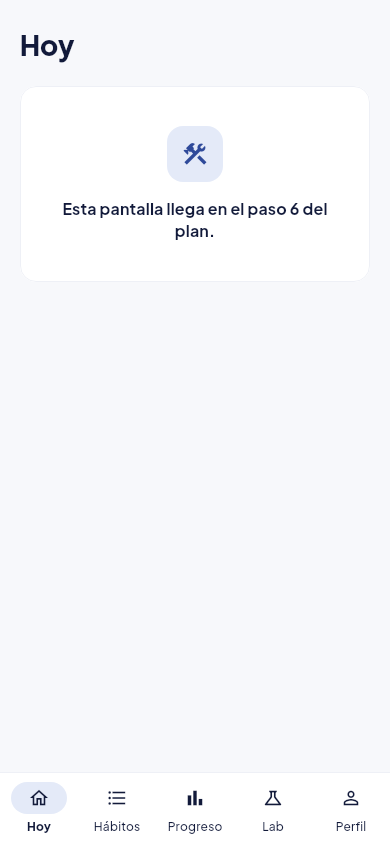 Hoy
Esta pantalla llega en el paso 6 del
plan.
Hoy
Hábitos
Progreso
Lab
Perfil